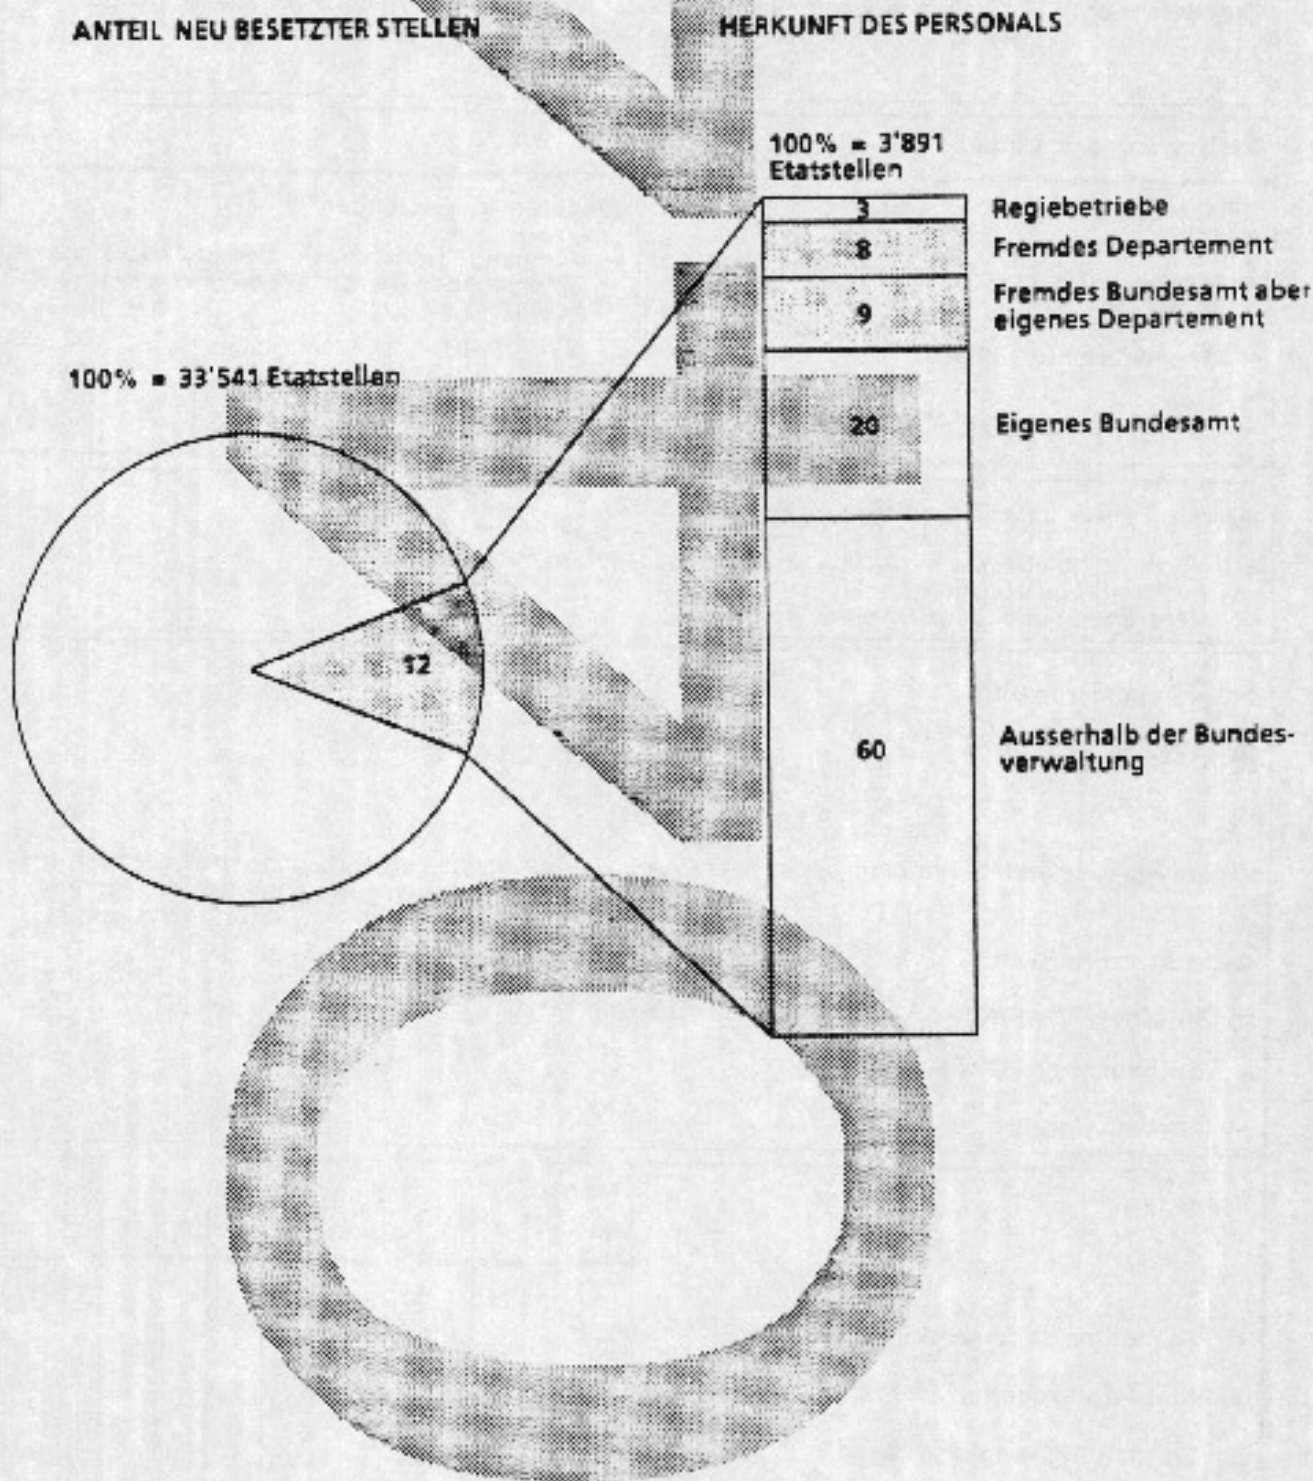 ANTEIL NEU BESETZTER STELLEN
HERKUNFT DES PERSONALS
100% = 3'891
Etatstellen
3
Regiebetriebe
8
Fremdes Departement
9
Fremdes Bundesamt aber
eigenes Departement
100% = 33'541 Etatstellen
20
Eigenes Bundesamt
12
60
Ausserhalb der Bundes-
verwaltung